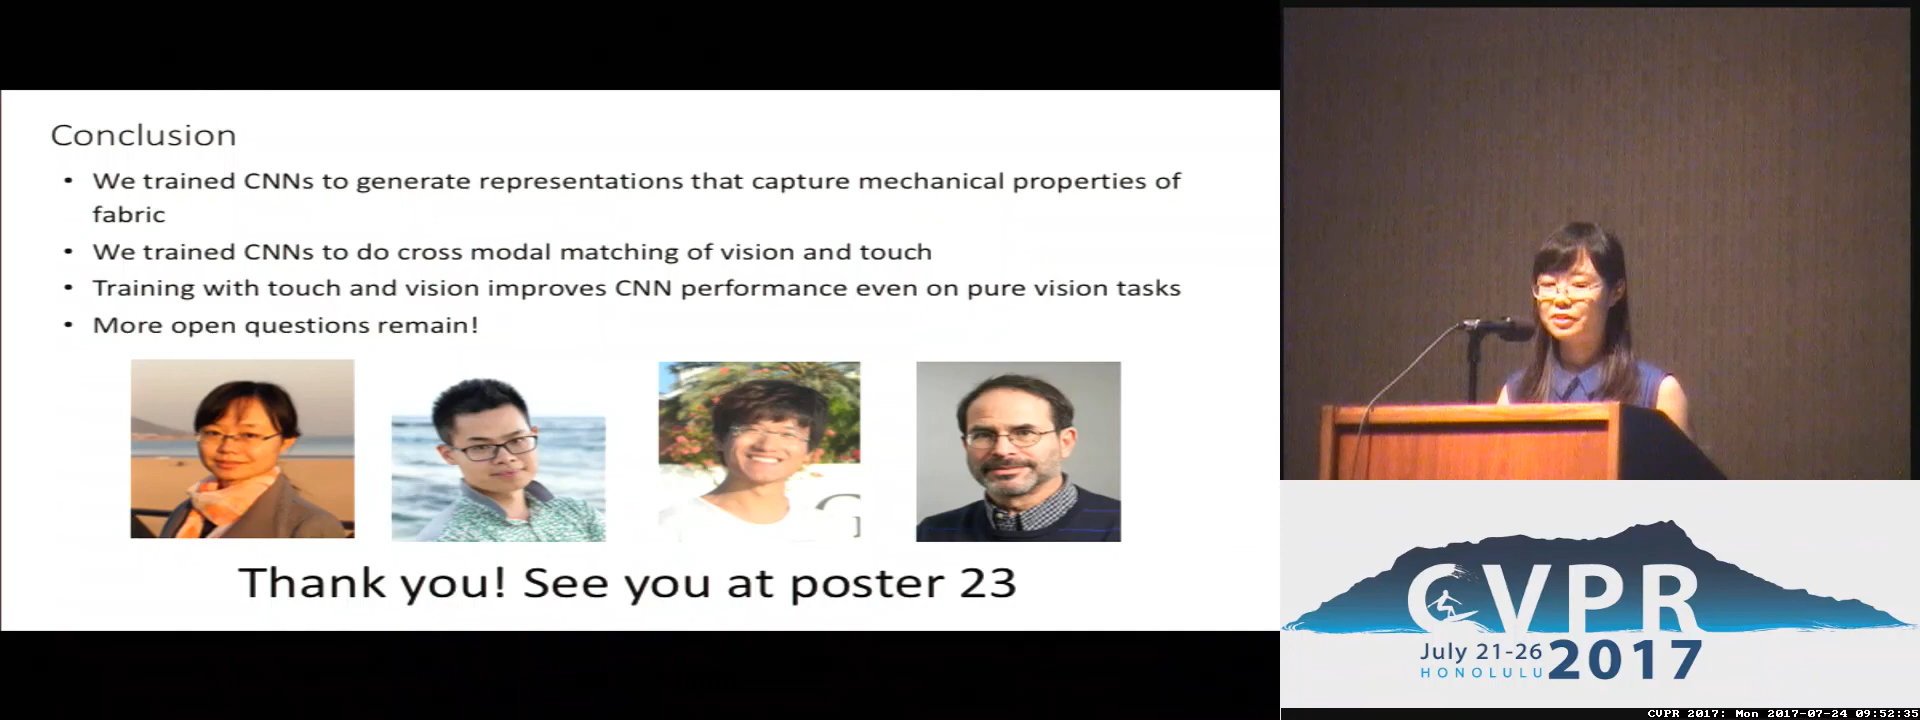 Conclusion
• We trained CNNs to generate representations that capture mechanical properties of
fabric
• We trained CNNs to do cross modal matching of vision and touch
• Training with touch and vision improves CNN performance even on pure vision tasks
• More open questions remain!
Thank you! See you at poster 23
CVPR
July 21-26
HONOLULU
2017
CVPR 2017: Mon 2017-07-24 09:52:35